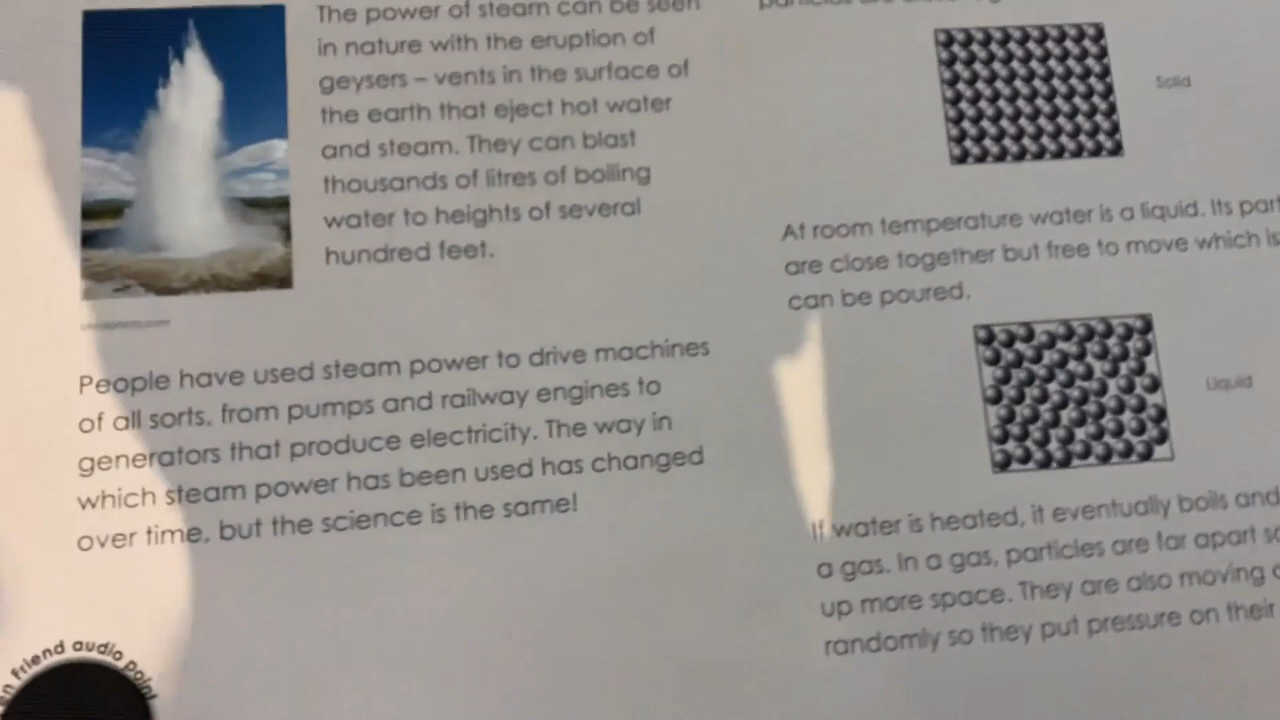 The power of steam can be seen
in nature with the eruption of
geysers – vents in the surface of
the earth that eject hot water
and steam. They can blast
thousands of litres of boiling
water to heights of several
hundred feet.
People have used steam power to drive machines
of all sorts, from pumps and railway engines to
generators that produce electricity. The way in
which steam power has been used has changed
over time, but the science is the same!
Friend audio point
particles are
Solid
At room temperature water is a liquid. Its
are close together but free to move which is
can be poured.
Liquid
If water is heated, it eventually boils and
a gas. In a gas, particles are far apart
up more space. They are also moving
randomly so they put pressure on their